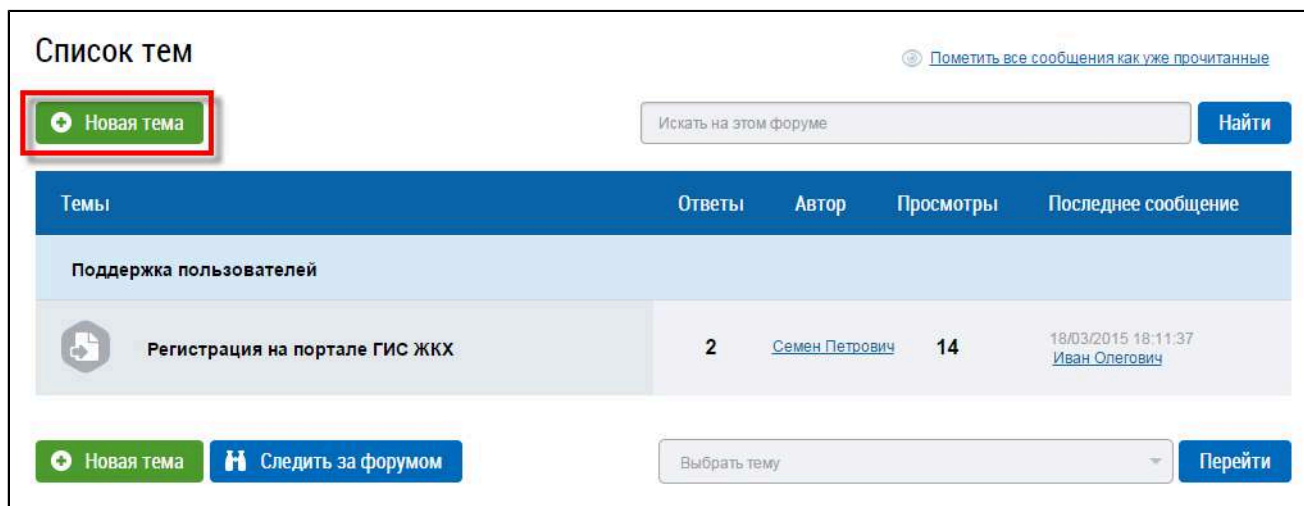 Список тем
Пометить все сообщения как уже прочитанные
Новая тема
Искать на этом форуме
Найти
Темы Ответы Автор Просмотры Последнее сообщение
Поддержка пользователей
Регистрация на портале ГИС ЖКХ 2 Семен Петрович 14 18/03/2015 18:11:37
Иван Олегович
Новая тема Следить за форумом Выбрать тему Перейти